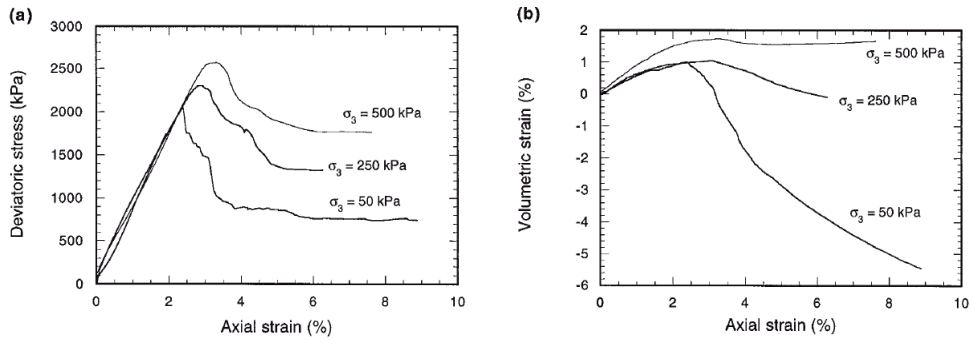 (a)
3000
2500
2000
1500
1000
500
0
Deviatoric stress (kPa)
σ3 = 500 kPa
σ3 = 250 kPa
σ3 = 50 kPa
0 2 4 6 8 10
Axial strain (%)
(b)
2
1
0
-1
-2
-3
-4
-5
-6
Volumetric strain (%)
σ3 = 500 kPa
σ3 = 250 kPa
σ3 = 50 kPa
0 2 4 6 8 10
Axial strain (%)